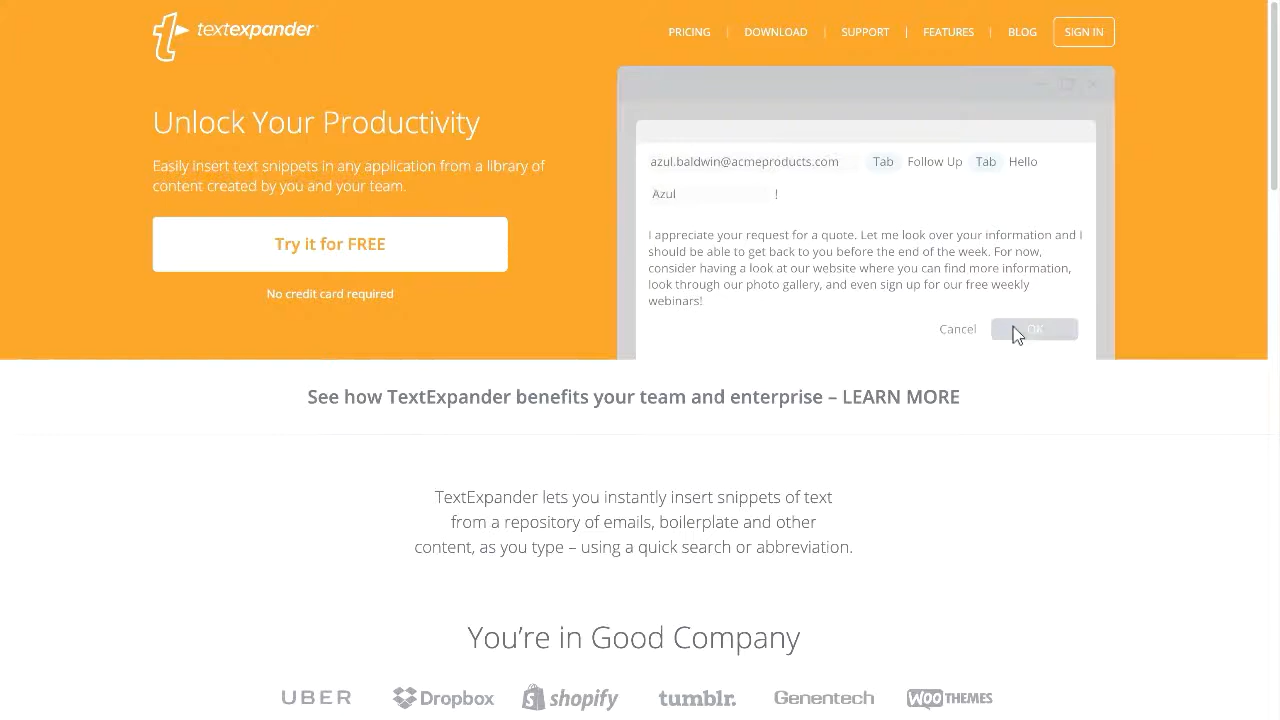 textexpander
PRICING | DOWNLOAD | SUPPORT | FEATURES | BLOG SIGN IN
Unlock Your Productivity
Easily insert text snippets in any application from a library of
content created by you and your team.
Try it for FREE
No credit card required
azul.baldwin@acmeproducts.com Tab Follow Up Tab Hello
Azul !
I appreciate your request for a quote. Let me look over your information and I
should be able to get back to you before the end of the week. For now,
consider having a look at our website where you can find more information,
look through our photo gallery, and even sign up for our free weekly
webinars!
Cancel OK
See how TextExpander benefits your team and enterprise – LEARN MORE
TextExpander lets you instantly insert snippets of text
from a repository of emails, boilerplate and other
content, as you type – using a quick search or abbreviation.
You’re in Good Company
UBER Dropbox shopify tumblr. Genentech WOOTHEMES